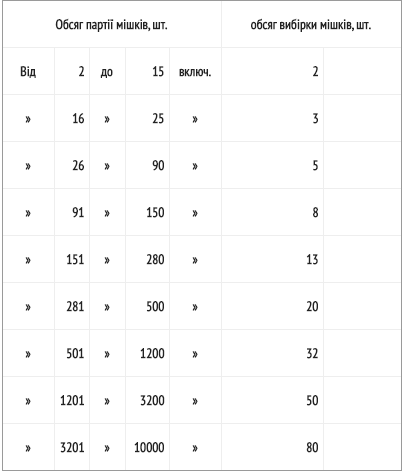 Обсяг партії мішків, шт. обсяг вибірки мішків, шт.
Від 2 до 15 включ. 2
» 16 » 25 » 3
» 26 » 90 » 5
» 91 » 150 » 8
» 151 » 280 » 13
» 281 » 500 » 20
» 501 » 1200 » 32
» 1201 » 3200 » 50
» 3201 » 10000 » 80